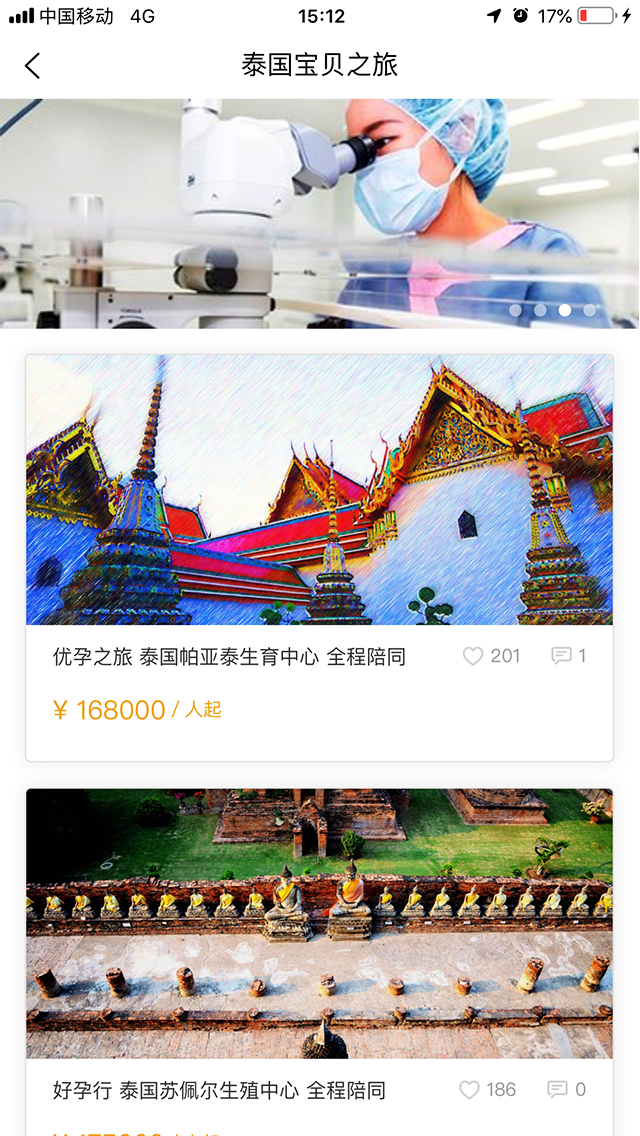 中国移动 4G 15:12 17%
泰国宝贝之旅
优孕之旅 泰国帕亚泰生育中心 全程陪同 201 1
¥ 168000 / 人起
好孕行 泰国苏佩尔生殖中心 全程陪同 186 0